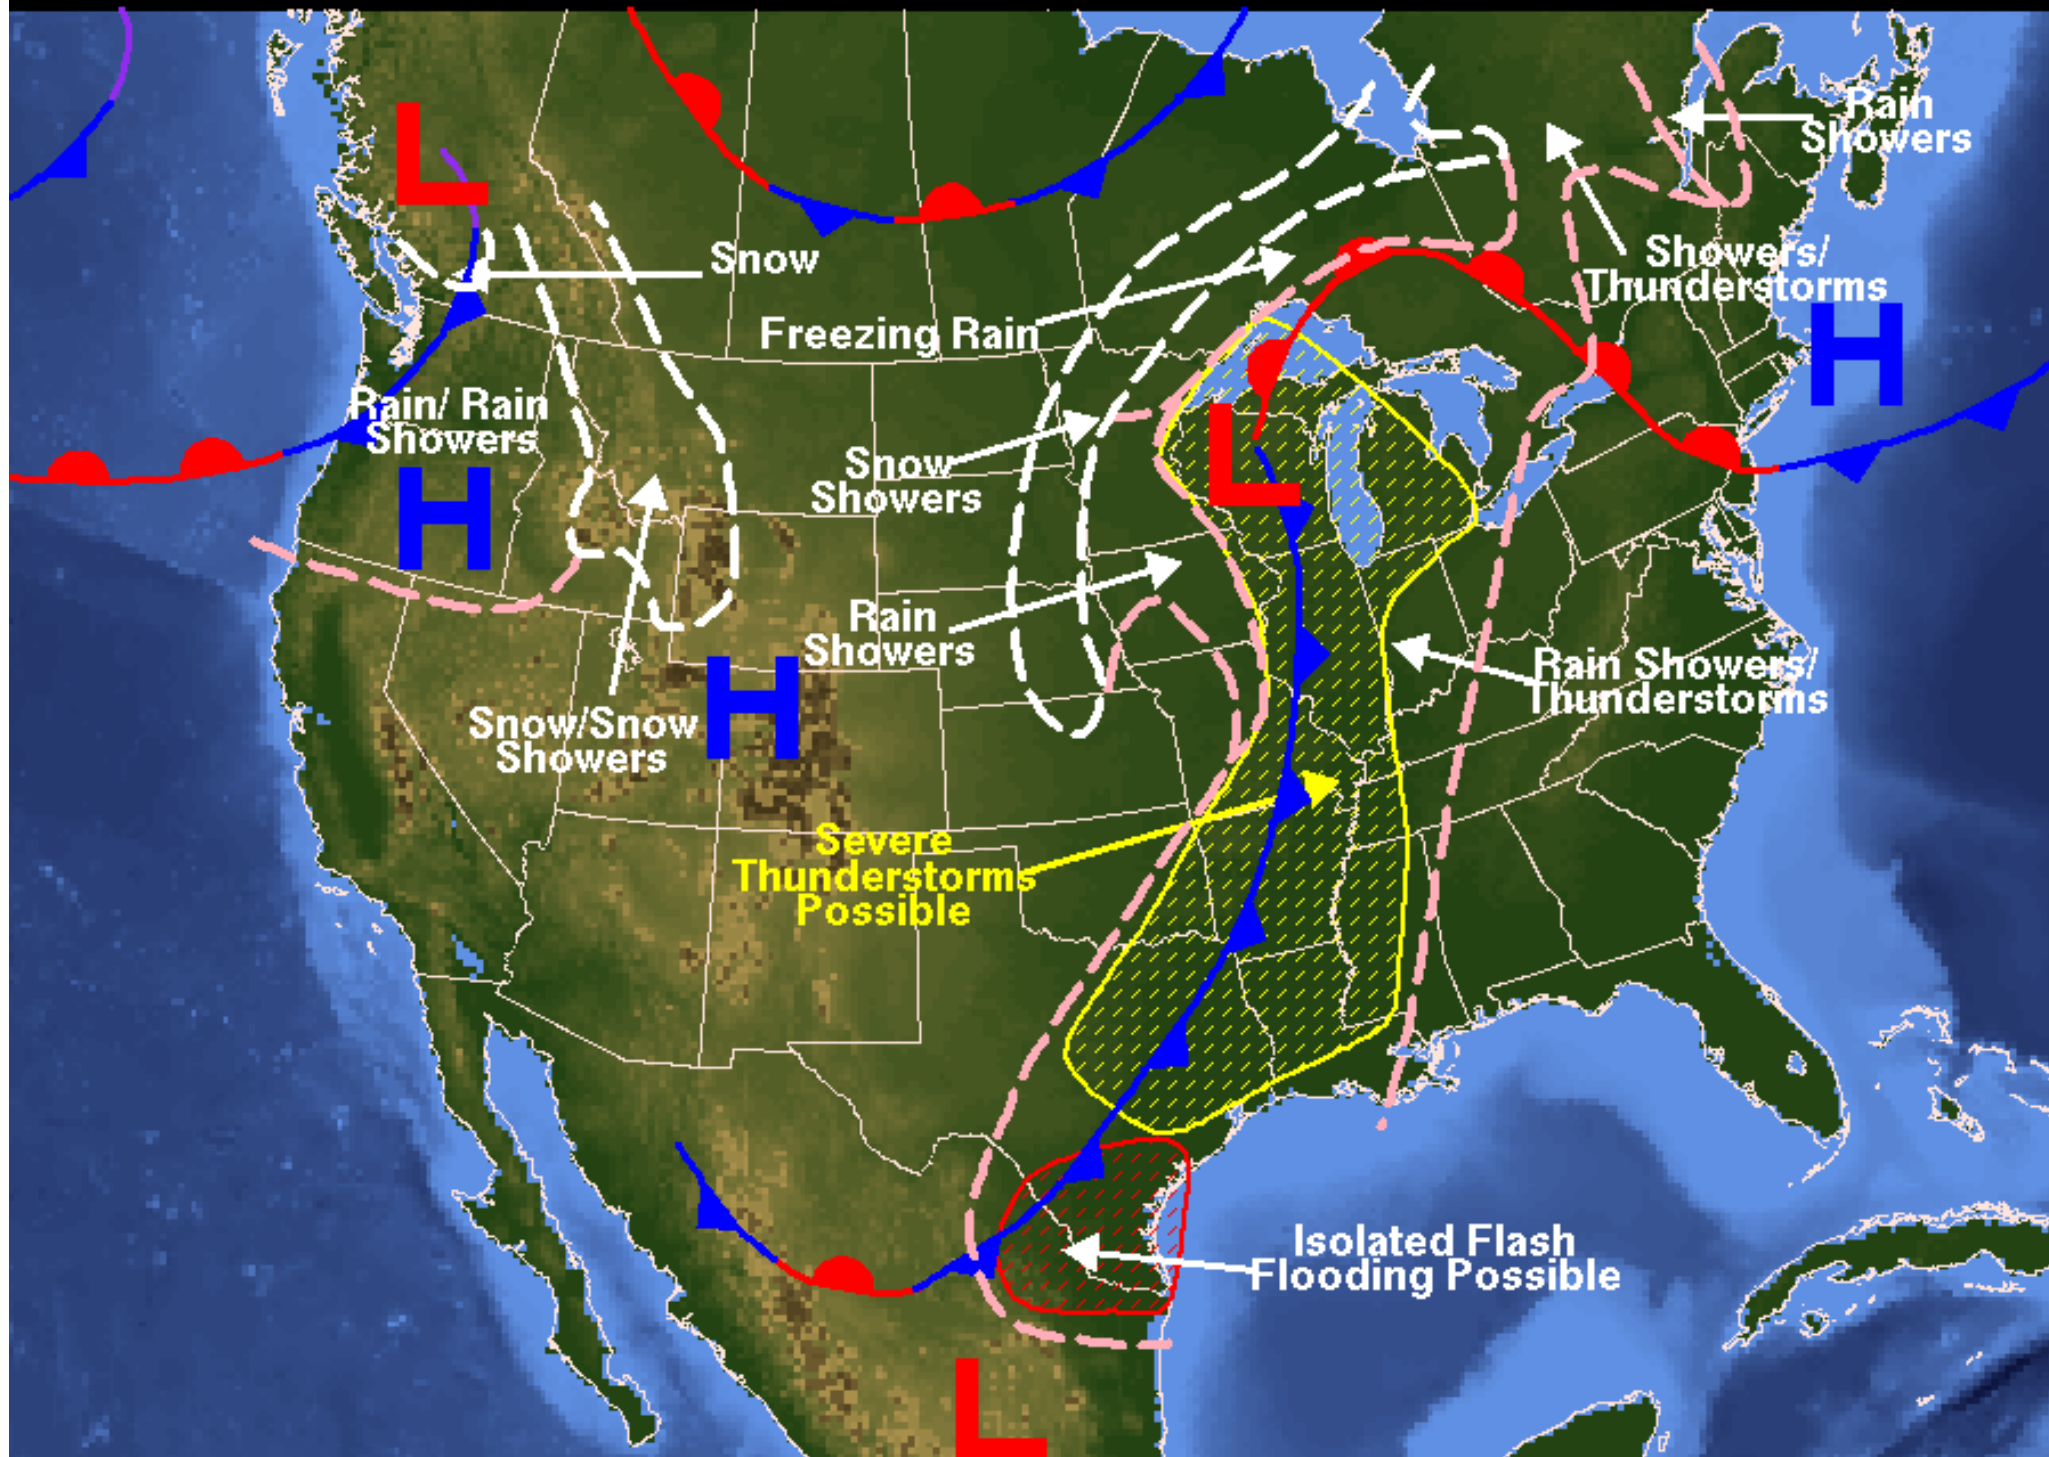 L
Rain
Showers
Snow
Showers/
Thunderstorms
Freezing Rain
H
Rain/ Rain
Showers
L
Snow
Showers
H
Rain
Showers
Rain Showers/
Thunderstorms
Snow/Snow
Showers
H
Severe
Thunderstorms
Possible
Isolated Flash
Flooding Possible
L